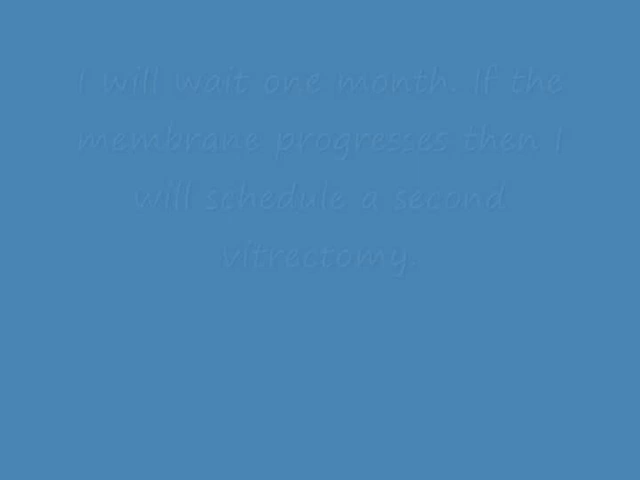 I will wait one month. If the
membrane progresses then I
will schedule a second
vitrectomy.